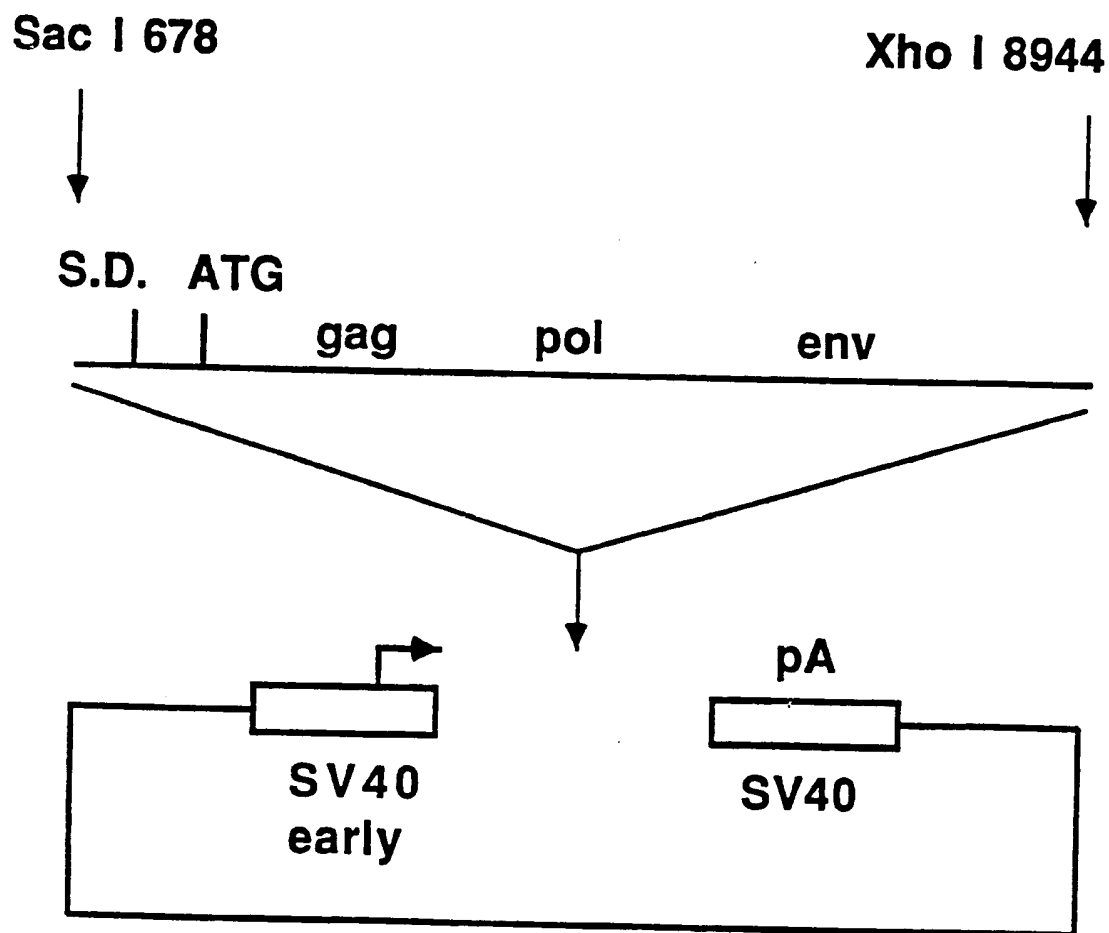 Sac I 678
Xho I 8944
S.D. ATG
gag pol env
pA
SV40
early
SV40